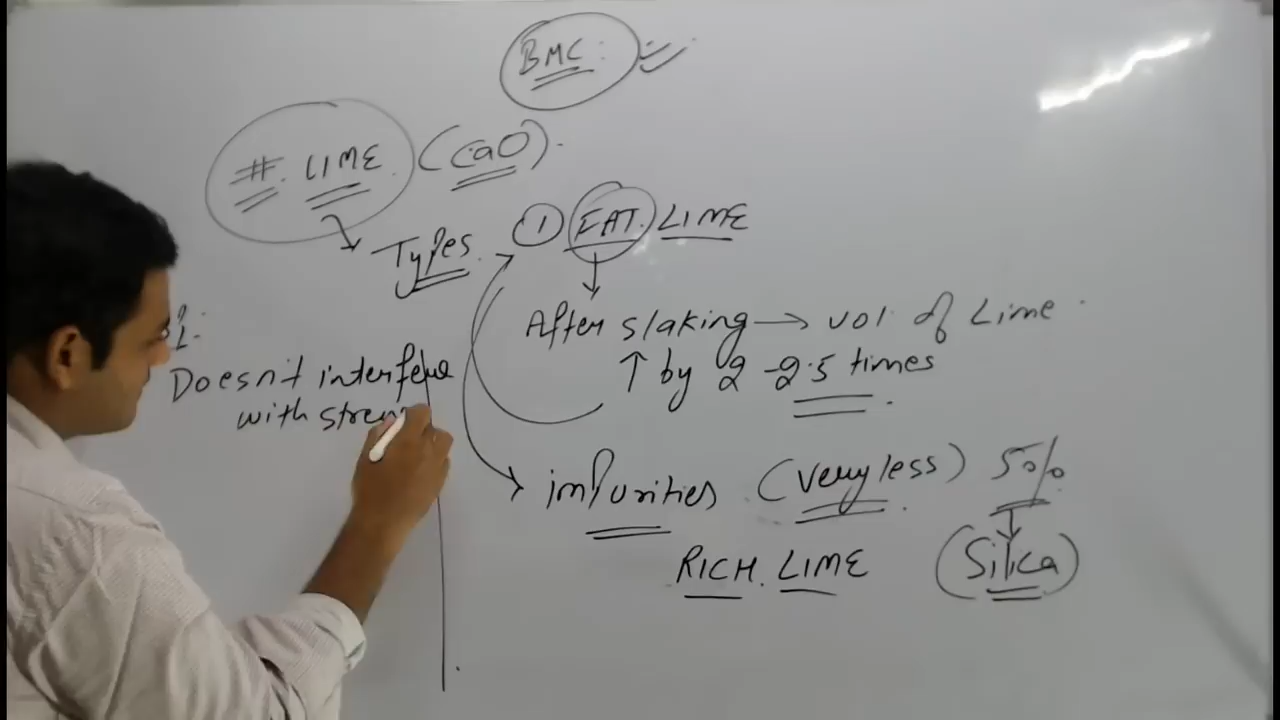 BMC:
#. LIME. (CaO).
Types.
① FAT. LIME
After slaking → vol of Lime.
↑ by 2 -2.5 times
impurities (very less) 5%
RICH. LIME (Silica)
Doesn't interfere
with stren